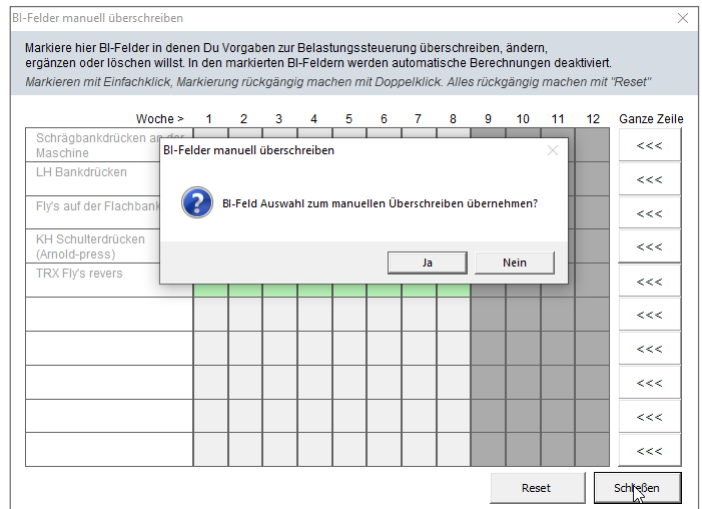 BI-Felder manuell überschreiben
Markiere hier BI-Felder in denen Du Vorgaben zur Belastungssteuerung überschreiben, ändern,
ergänzen oder löschen willst. In den markierten BI-Feldern werden automatische Berechnungen deaktiviert.
Markieren mit Einfachklick, Markierung rückgängig machen mit Doppelklick. Alles rückgängig machen mit "Reset"
Woche > 1 2 3 4 5 6 7 8 9 10 11 12 Ganze Zeile
Schrägbankdrücken an der
Maschine
<<<
BI-Felder manuell überschreiben
LH Bankdrücken
<<<
Fly's auf der Flachbank
BI-Feld Auswahl zum manuellen Überschreiben übernehmen?
<<<
KH Schulterdrücken
(Arnold-press)
<<<
Ja Nein
TRX Fly's revers
<<<
<<<
<<<
<<<
<<<
<<<
Reset Schließen